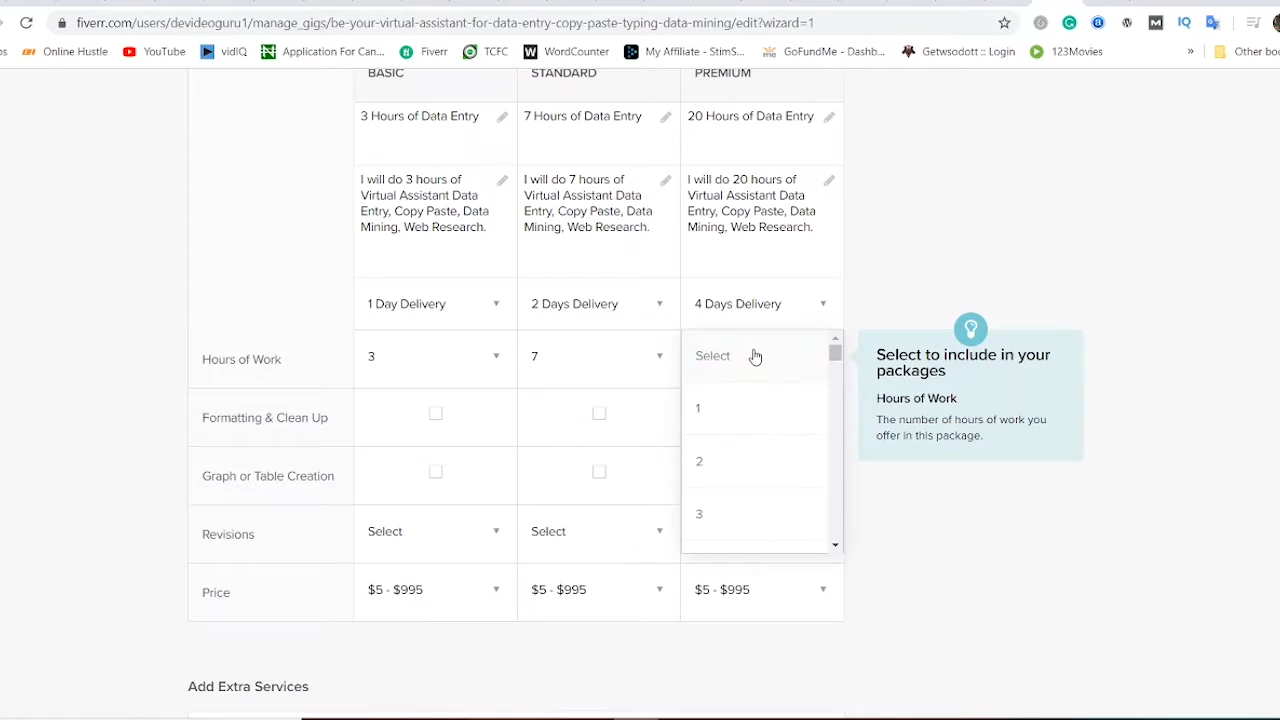 fiverr.com/users/devideoguru1/manage_gigs/be-your-virtual-assistant-for-data-entry-copy-paste-typing-data-mining/edit?wizard=1
Online Hustle YouTube vidIQ Application For Can... Fiverr TCFC WordCounter My Affiliate - StimS... GoFundMe - Dashb... Getwsodott :: Login 123Movies » Other bo
BASIC STANDARD PREMIUM
3 Hours of Data Entry 7 Hours of Data Entry 20 Hours of Data Entry
I will do 3 hours of
Virtual Assistant Data
Entry, Copy Paste, Data
Mining, Web Research.
I will do 7 hours of
Virtual Assistant Data
Entry, Copy Paste, Data
Mining, Web Research.
I will do 20 hours of
Virtual Assistant Data
Entry, Copy Paste, Data
Mining, Web Research.
1 Day Delivery 2 Days Delivery 4 Days Delivery
Hours of Work 3 7 Select
1
2
3
Select to include in your
packages
Hours of Work
The number of hours of work you
offer in this package.
Formatting & Clean Up
Graph or Table Creation
Revisions Select Select
Price $5 - $995 $5 - $995 $5 - $995
Add Extra Services